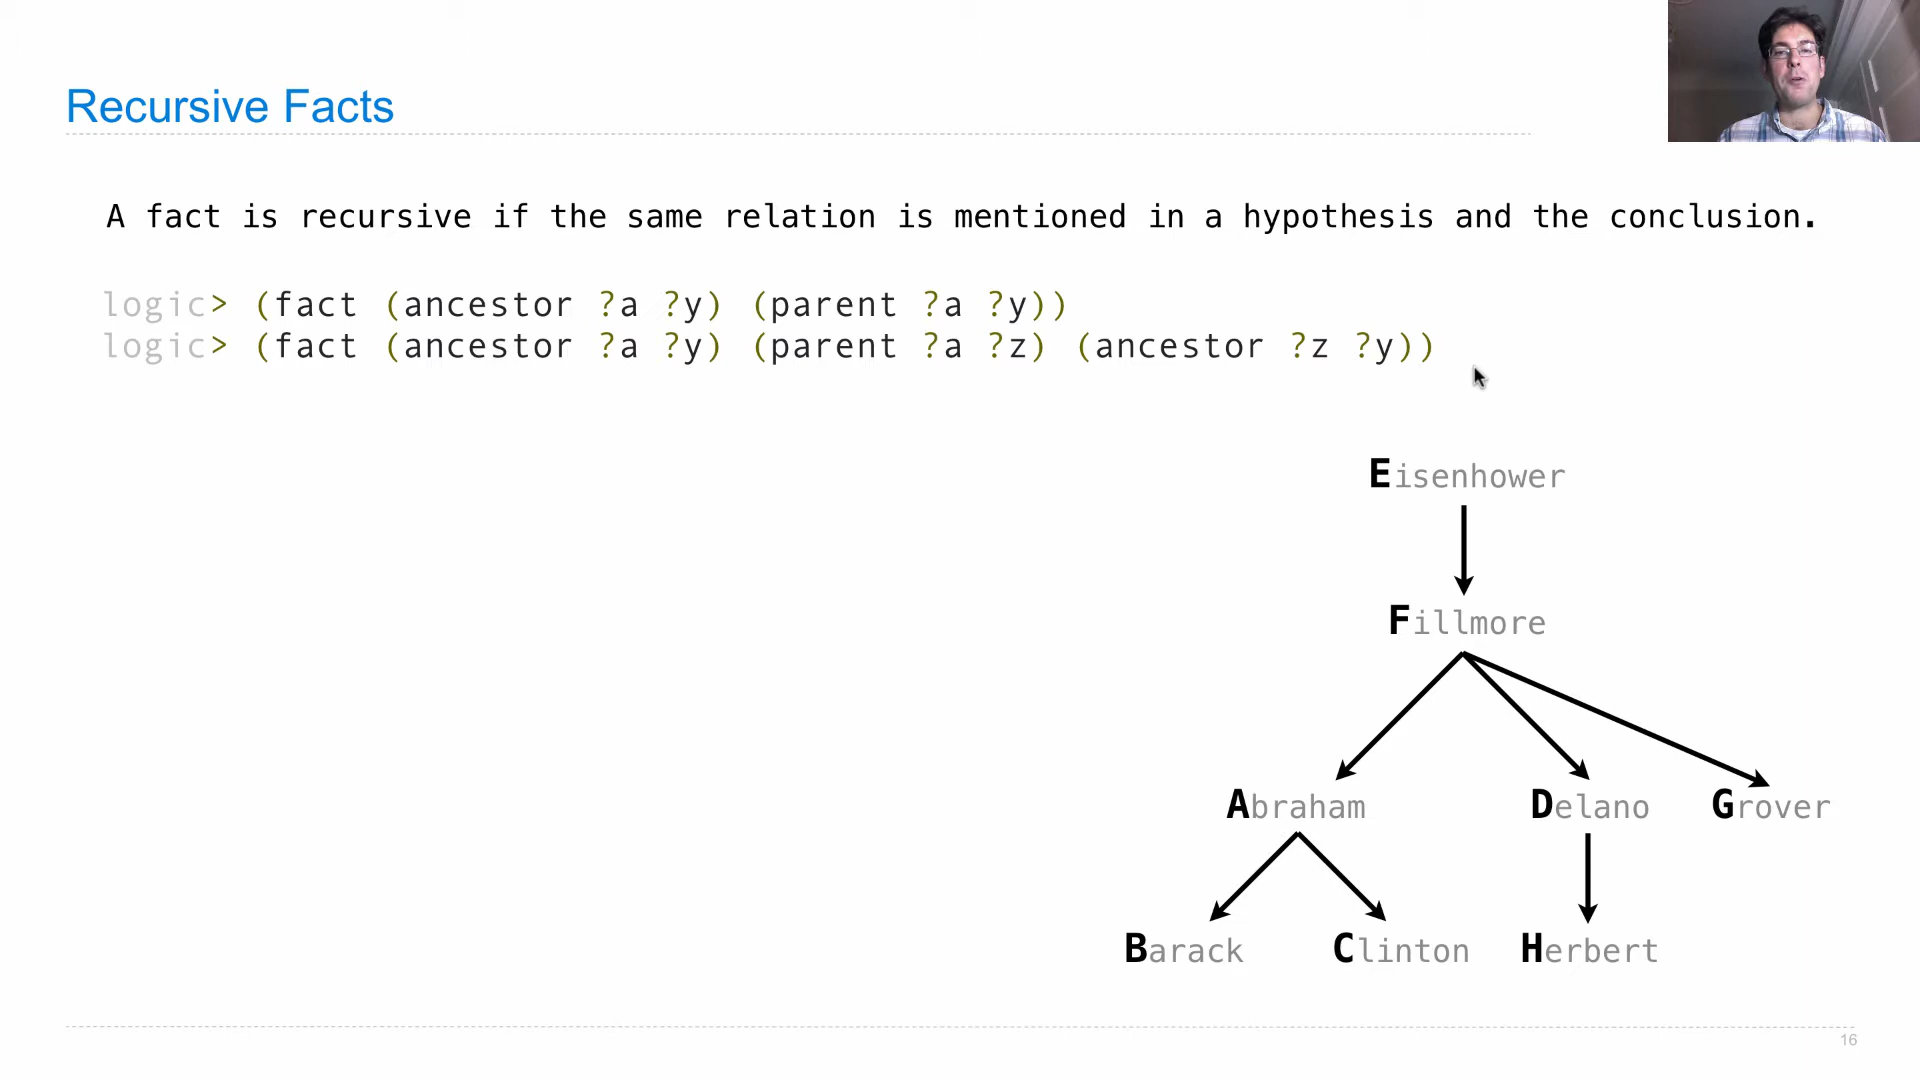 Recursive Facts
A fact is recursive if the same relation is mentioned in a hypothesis and the conclusion.
logic> (fact (ancestor ?a ?y) (parent ?a ?y))
logic> (fact (ancestor ?a ?y) (parent ?a ?z) (ancestor ?z ?y))
Eisenhower
Fillmore
Abraham Delano Grover
Barack Clinton Herbert
16